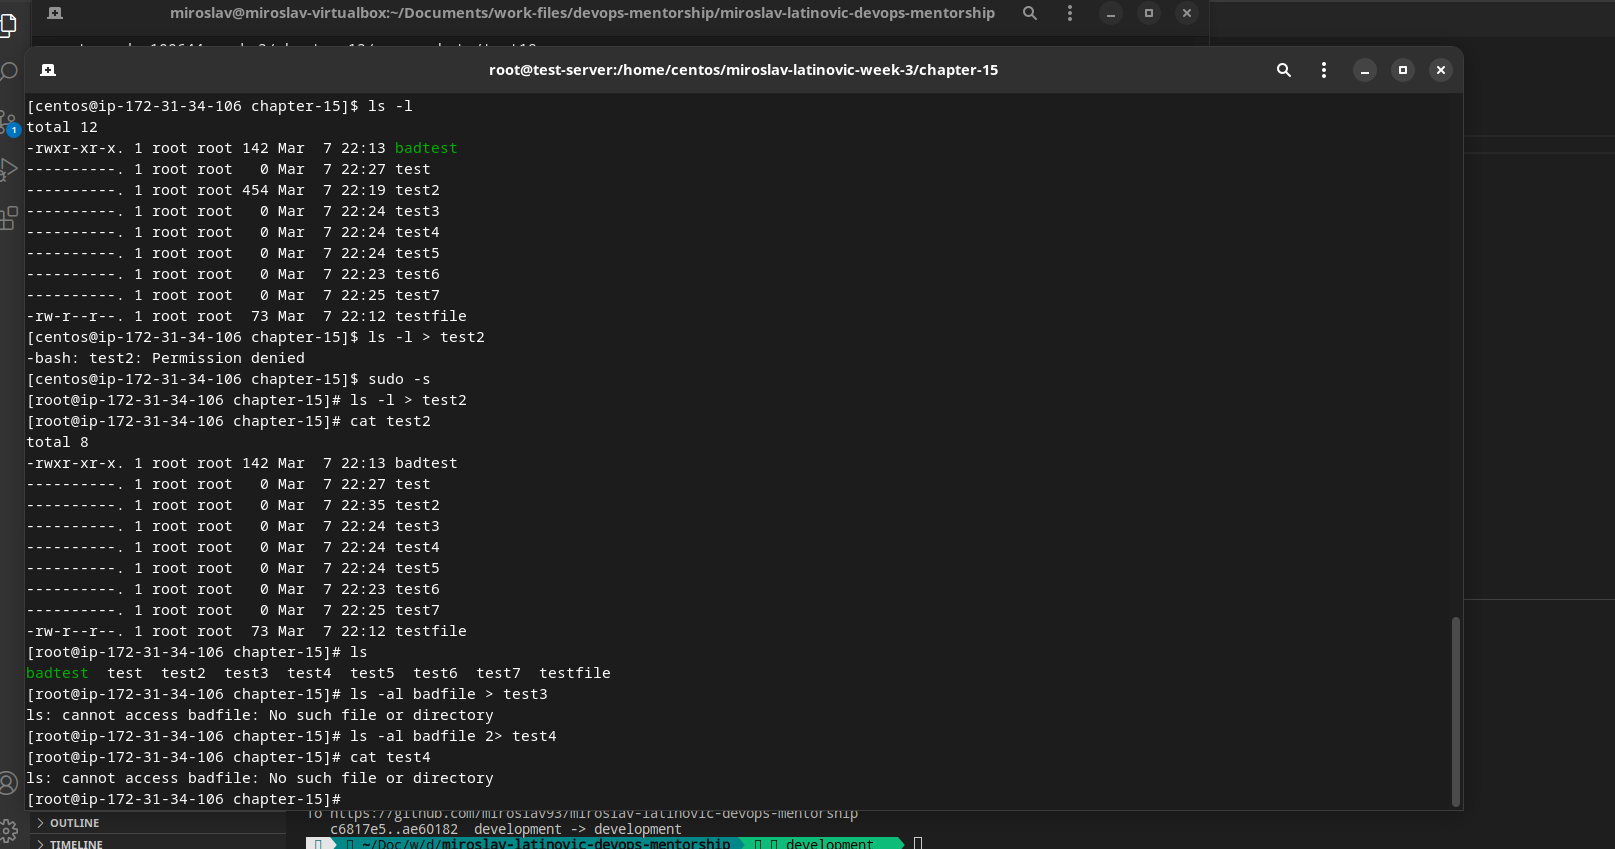 miroslav@miroslav-virtualbox:~/Documents/work-files/devops-mentorship/miroslav-latinovic-devops-mentorship
root@test-server:/home/centos/miroslav-latinovic-week-3/chapter-15
[centos@ip-172-31-34-106 chapter-15]$ ls -l
total 12
-rwxr-xr-x. 1 root root 142 Mar  7 22:13 badtest
----------. 1 root root   0 Mar  7 22:27 test
----------. 1 root root 454 Mar  7 22:19 test2
----------. 1 root root   0 Mar  7 22:24 test3
----------. 1 root root   0 Mar  7 22:24 test4
----------. 1 root root   0 Mar  7 22:24 test5
----------. 1 root root   0 Mar  7 22:23 test6
----------. 1 root root   0 Mar  7 22:25 test7
-rw-r--r--. 1 root root  73 Mar  7 22:12 testfile
[centos@ip-172-31-34-106 chapter-15]$ ls -l > test2
-bash: test2: Permission denied
[centos@ip-172-31-34-106 chapter-15]$ sudo -s
[root@ip-172-31-34-106 chapter-15]# ls -l > test2
[root@ip-172-31-34-106 chapter-15]# cat test2
total 8
-rwxr-xr-x. 1 root root 142 Mar  7 22:13 badtest
----------. 1 root root   0 Mar  7 22:27 test
----------. 1 root root   0 Mar  7 22:35 test2
----------. 1 root root   0 Mar  7 22:24 test3
----------. 1 root root   0 Mar  7 22:24 test4
----------. 1 root root   0 Mar  7 22:24 test5
----------. 1 root root   0 Mar  7 22:23 test6
----------. 1 root root   0 Mar  7 22:25 test7
-rw-r--r--. 1 root root  73 Mar  7 22:12 testfile
[root@ip-172-31-34-106 chapter-15]# ls
badtest  test  test2  test3  test4  test5  test6  test7  testfile
[root@ip-172-31-34-106 chapter-15]# ls -al badfile > test3
ls: cannot access badfile: No such file or directory
[root@ip-172-31-34-106 chapter-15]# ls -al badfile 2> test4
[root@ip-172-31-34-106 chapter-15]# cat test4
ls: cannot access badfile: No such file or directory
[root@ip-172-31-34-106 chapter-15]#
1
To https://github.com/miroslav93/miroslav-latinovic-devops-mentorship
OUTLINE
c6817e5..ae60182  development -> development
TIMELINE
~/Doc/w/d/miroslav-latinovic-devops-mentorship development